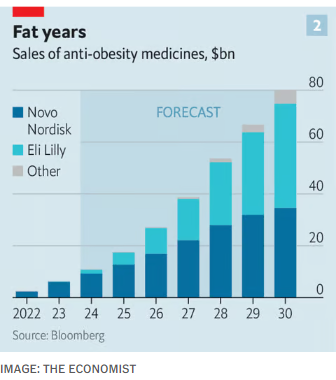 2
Fat years
Sales of anti-obesity medicines, $bn
80
FORECAST
Novo
Nordisk
Eli Lilly
Other
60
40
20
0
2022 23 24 25 26 27 28 29 30
Source: Bloomberg
IMAGE: THE ECONOMIST